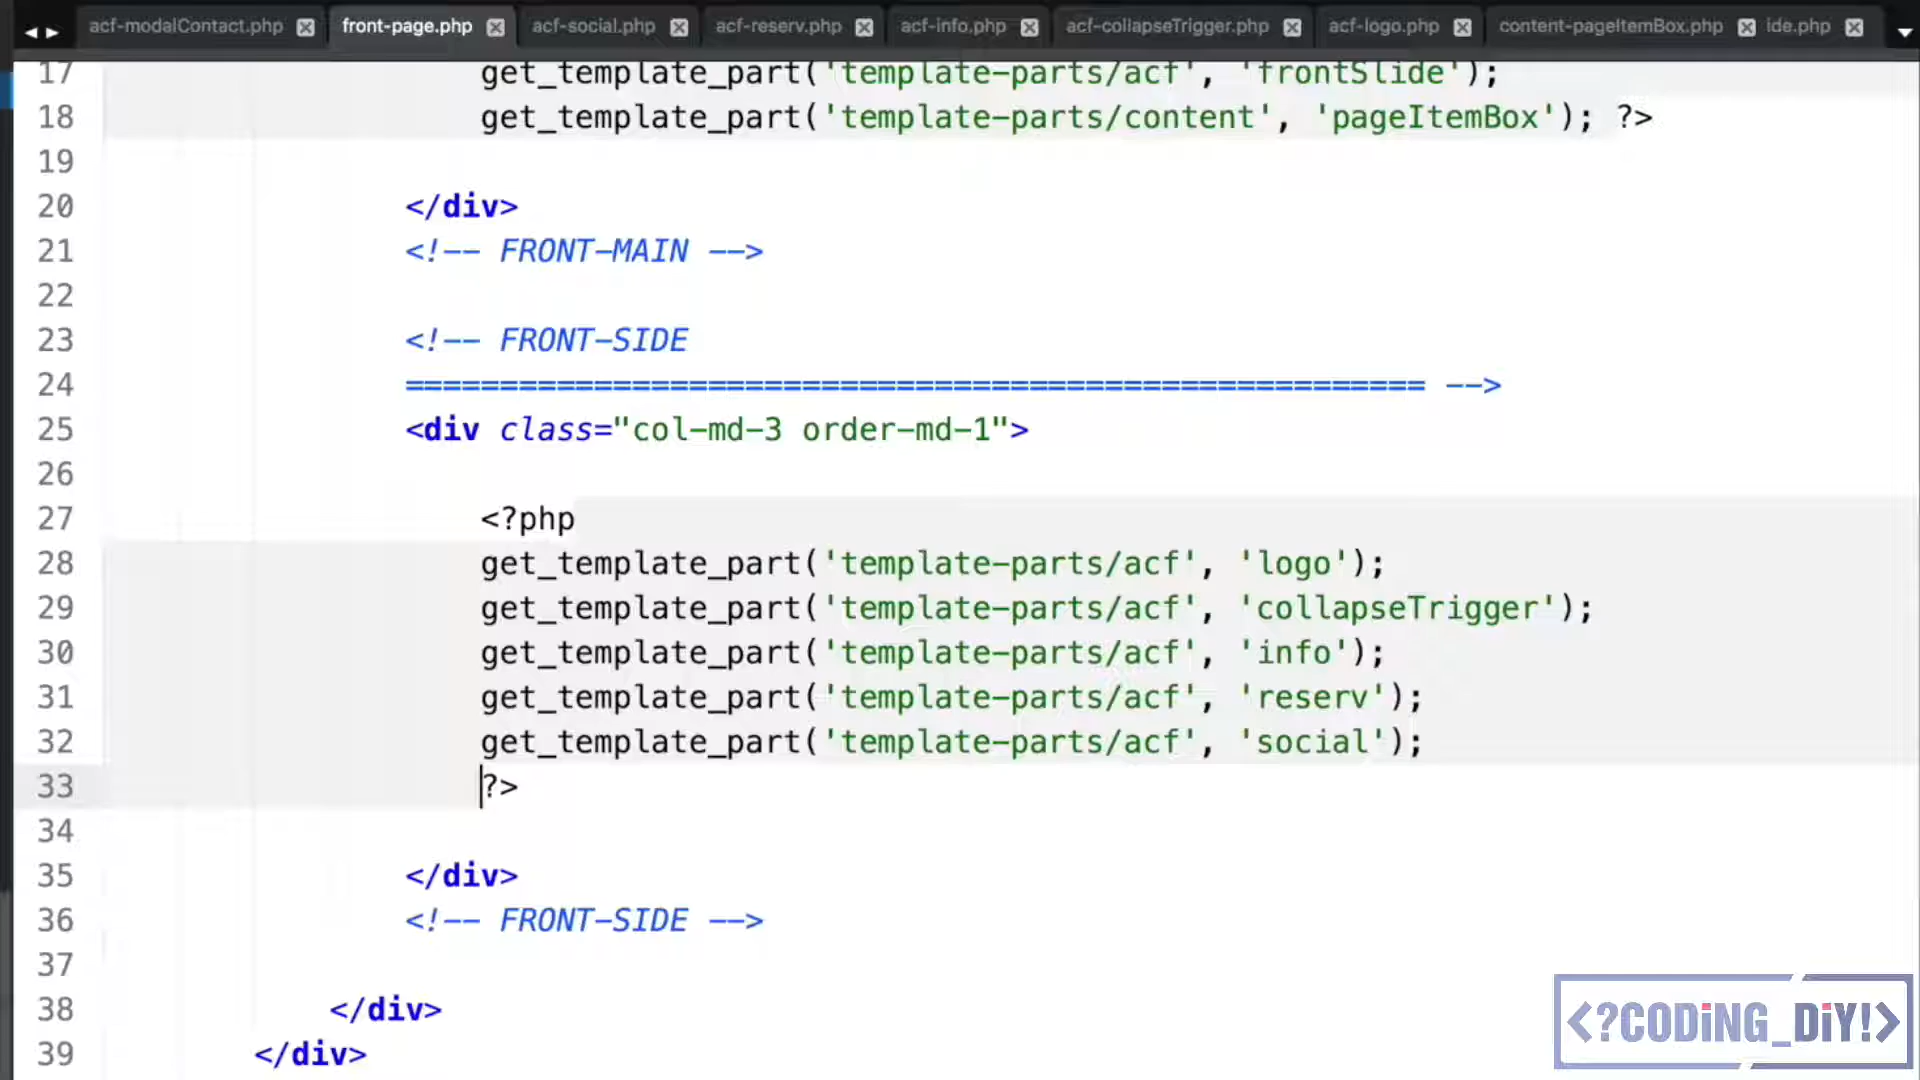 acf-modalContact.php front-page.php acf-social.php acf-reserv.php acf-info.php acf-collapseTrigger.php acf-logo.php content-pageItemBox.php ide.php
17 get_template_part('template-parts/acf', 'frontSlide');
18 get_template_part('template-parts/content', 'pageItemBox'); ?>
19
20 </div>
21 <!-- FRONT-MAIN -->
22
23 <!-- FRONT-SIDE
24 ====================================================== -->
25 <div class="col-md-3 order-md-1">
26
27 <?php
28 get_template_part('template-parts/acf', 'logo');
29 get_template_part('template-parts/acf', 'collapseTrigger');
30 get_template_part('template-parts/acf', 'info');
31 get_template_part('template-parts/acf', 'reserv');
32 get_template_part('template-parts/acf', 'social');
33 ?>
34
35 </div>
36 <!-- FRONT-SIDE -->
37
38 </div>
39 </div>
<?CODiNG_DiY!>